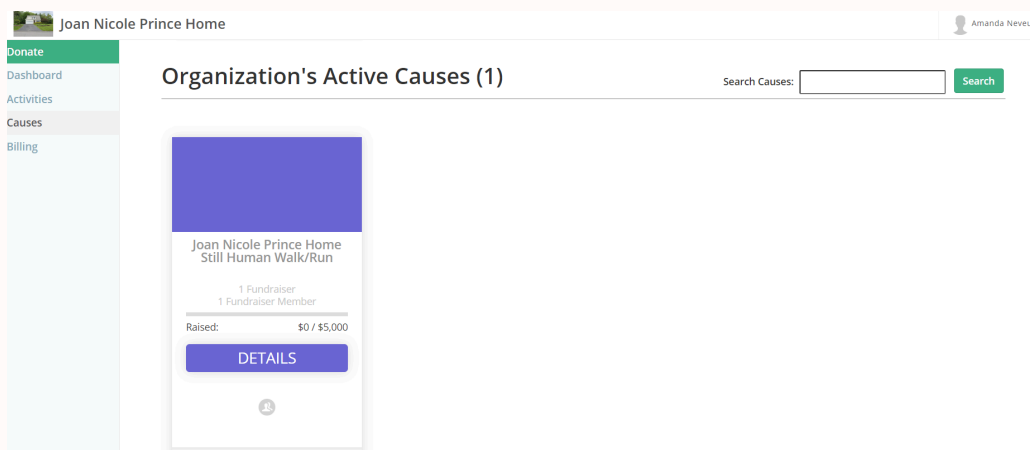 Joan Nicole Prince Home
Amanda Neveu
Donate
Dashboard
Activities
Causes
Billing
Organization's Active Causes (1)
Search Causes:
Search
Joan Nicole Prince Home
Still Human Walk/Run
1 Fundraiser
1 Fundraiser Member
Raised: $0 / $5,000
DETAILS